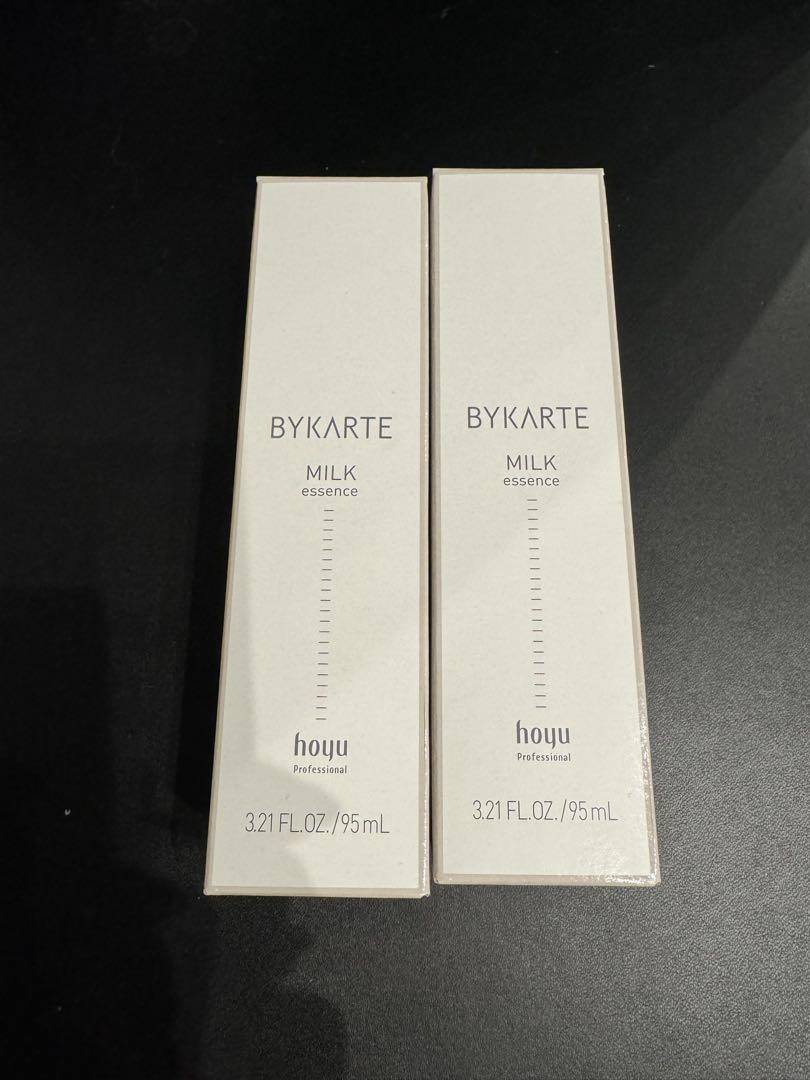 BYKARTE
MILK
essence
hoyu
Professional
3.21 FL.OZ./95mL
BYKARTE
MILK
essence
hoyu
Professional
3.21 FL.OZ./95mL